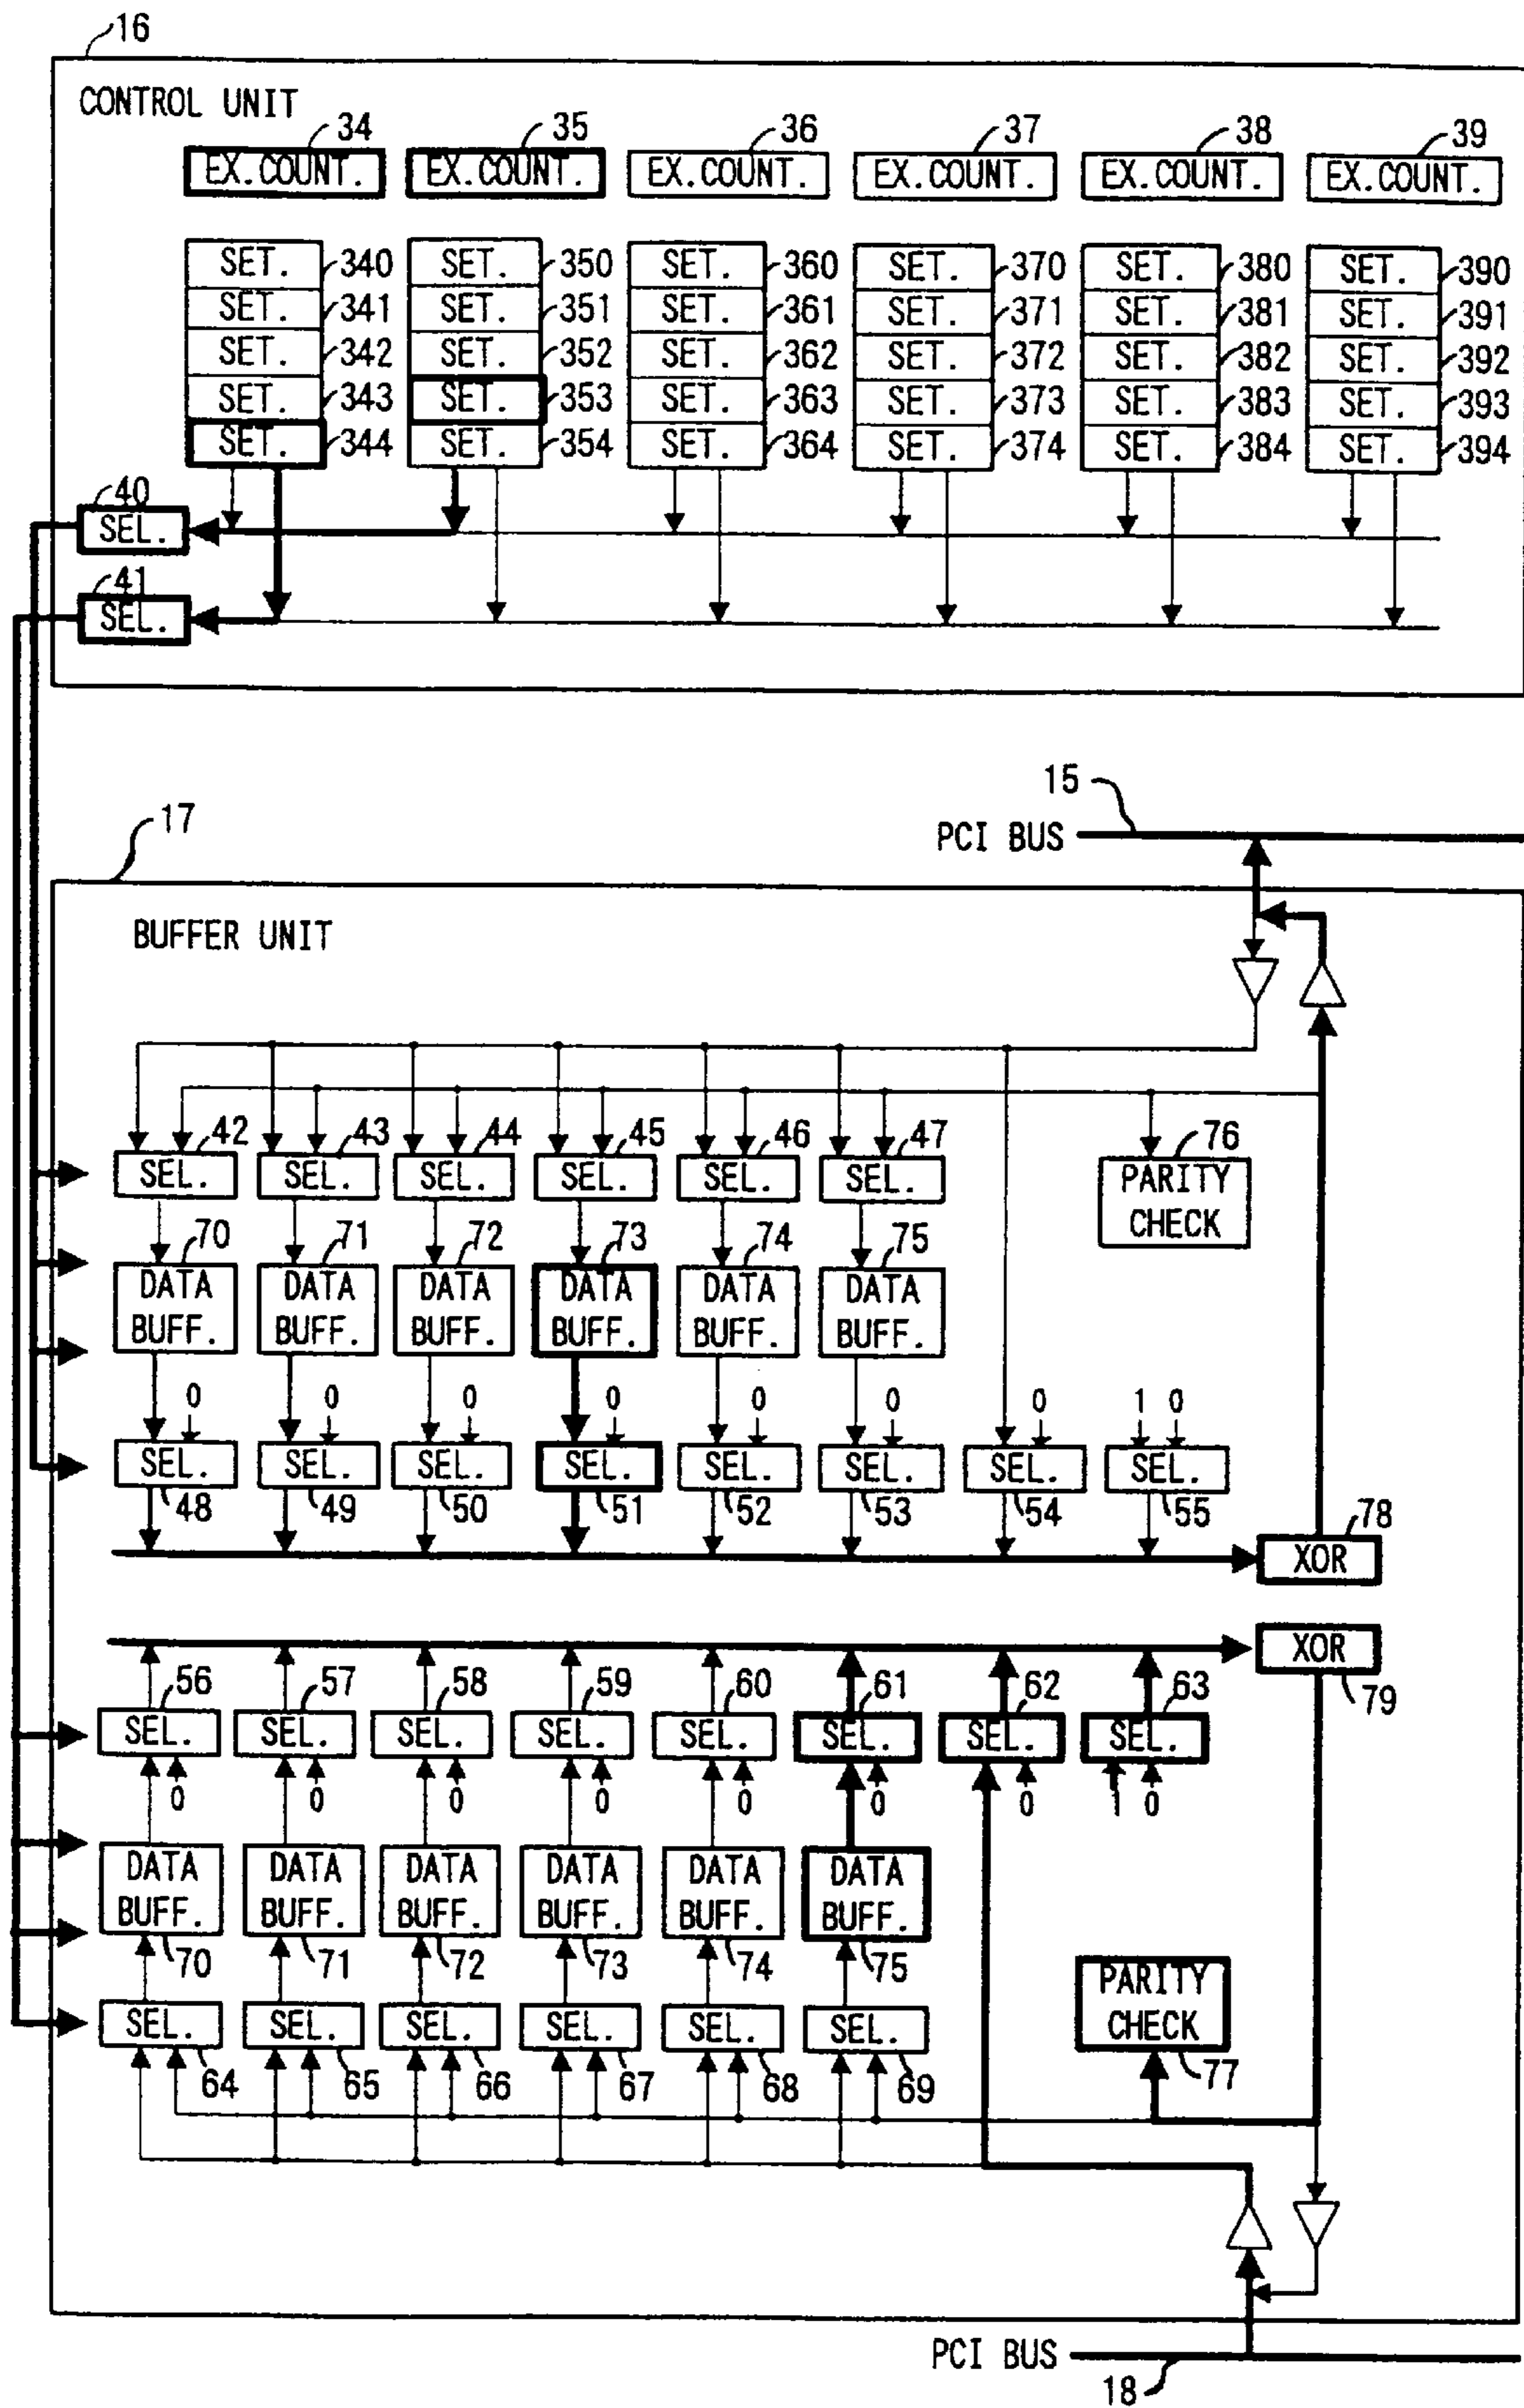 16
CONTROL UNIT
34 35 36 37 38 39
EX.COUNT. EX.COUNT. EX.COUNT. EX.COUNT. EX.COUNT. EX.COUNT.
SET. 340 SET. 350 SET. 360 SET. 370 SET. 380 SET. 390
SET. 341 SET. 351 SET. 361 SET. 371 SET. 381 SET. 391
SET. 342 SET. 352 SET. 362 SET. 372 SET. 382 SET. 392
SET. 343 SET. 353 SET. 363 SET. 373 SET. 383 SET. 393
SET. 344 SET. 354 SET. 364 SET. 374 SET. 384 SET. 394
40
SEL.
41
SEL.
15
PCI BUS
17
BUFFER UNIT
42 43 44 45 46 47 76
SEL. SEL. SEL. SEL. SEL. SEL. PARITY
CHECK
70 71 72 73 74 75
DATA DATA DATA DATA DATA DATA
BUFF. BUFF. BUFF. BUFF. BUFF. BUFF.
0 0 0 0 0 0 0 1 0
SEL. SEL. SEL. SEL. SEL. SEL. SEL. SEL.
48 49 50 51 52 53 54 55 78
XOR
XOR
56 57 58 59 60 61 62 63 79
SEL. SEL. SEL. SEL. SEL. SEL. SEL. SEL.
0 0 0 0 0 0 0 1 0
DATA DATA DATA DATA DATA DATA
BUFF. BUFF. BUFF. BUFF. BUFF. BUFF.
70 71 72 73 74 75 PARITY
SEL. SEL. SEL. SEL. SEL. SEL. CHECK
64 65 66 67 68 69 77
PCI BUS
18